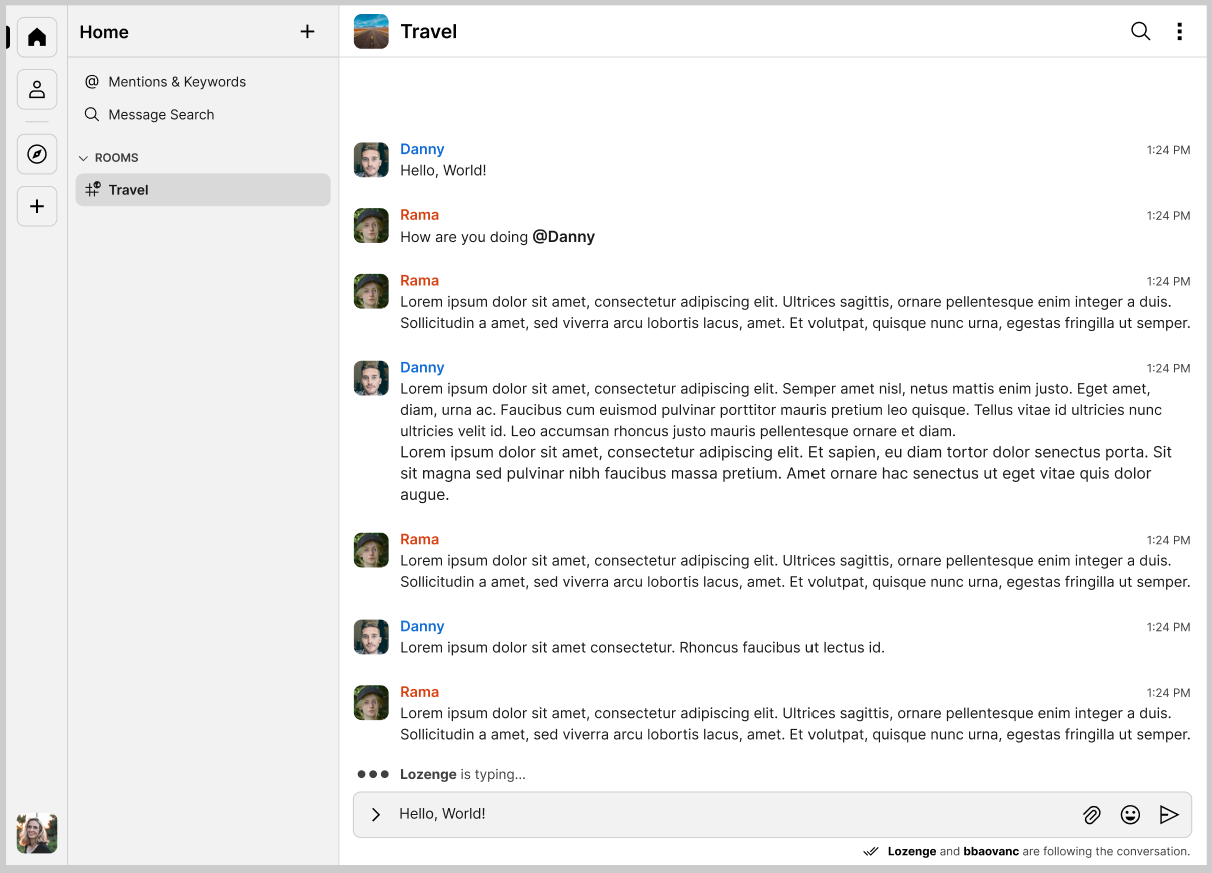 Home
Travel
@ Mentions & Keywords
Message Search
ROOMS
Travel
Danny 1:24 PM
Hello, World!
Rama 1:24 PM
How are you doing @Danny
Rama 1:24 PM
Lorem ipsum dolor sit amet, consectetur adipiscing elit. Ultrices sagittis, ornare pellentesque enim integer a duis.
Sollicitudin a amet, sed viverra arcu lobortis lacus, amet. Et volutpat, quisque nunc urna, egestas fringilla ut semper.
Danny 1:24 PM
Lorem ipsum dolor sit amet, consectetur adipiscing elit. Semper amet nisl, netus mattis enim justo. Eget amet,
diam, urna ac. Faucibus cum euismod pulvinar porttitor mauris pretium leo quisque. Tellus vitae id ultricies nunc
ultricies velit id. Leo accumsan rhoncus justo mauris pellentesque ornare et diam.
Lorem ipsum dolor sit amet, consectetur adipiscing elit. Et sapien, eu diam tortor dolor senectus porta. Sit
sit magna sed pulvinar nibh faucibus massa pretium. Amet ornare hac senectus ut eget vitae quis dolor
augue.
Rama 1:24 PM
Lorem ipsum dolor sit amet, consectetur adipiscing elit. Ultrices sagittis, ornare pellentesque enim integer a duis.
Sollicitudin a amet, sed viverra arcu lobortis lacus, amet. Et volutpat, quisque nunc urna, egestas fringilla ut semper.
Danny 1:24 PM
Lorem ipsum dolor sit amet consectetur. Rhoncus faucibus ut lectus id.
Rama 1:24 PM
Lorem ipsum dolor sit amet, consectetur adipiscing elit. Ultrices sagittis, ornare pellentesque enim integer a duis.
Sollicitudin a amet, sed viverra arcu lobortis lacus, amet. Et volutpat, quisque nunc urna, egestas fringilla ut semper.
Lozenge is typing...
Hello, World!
Lozenge and bbaovanc are following the conversation.